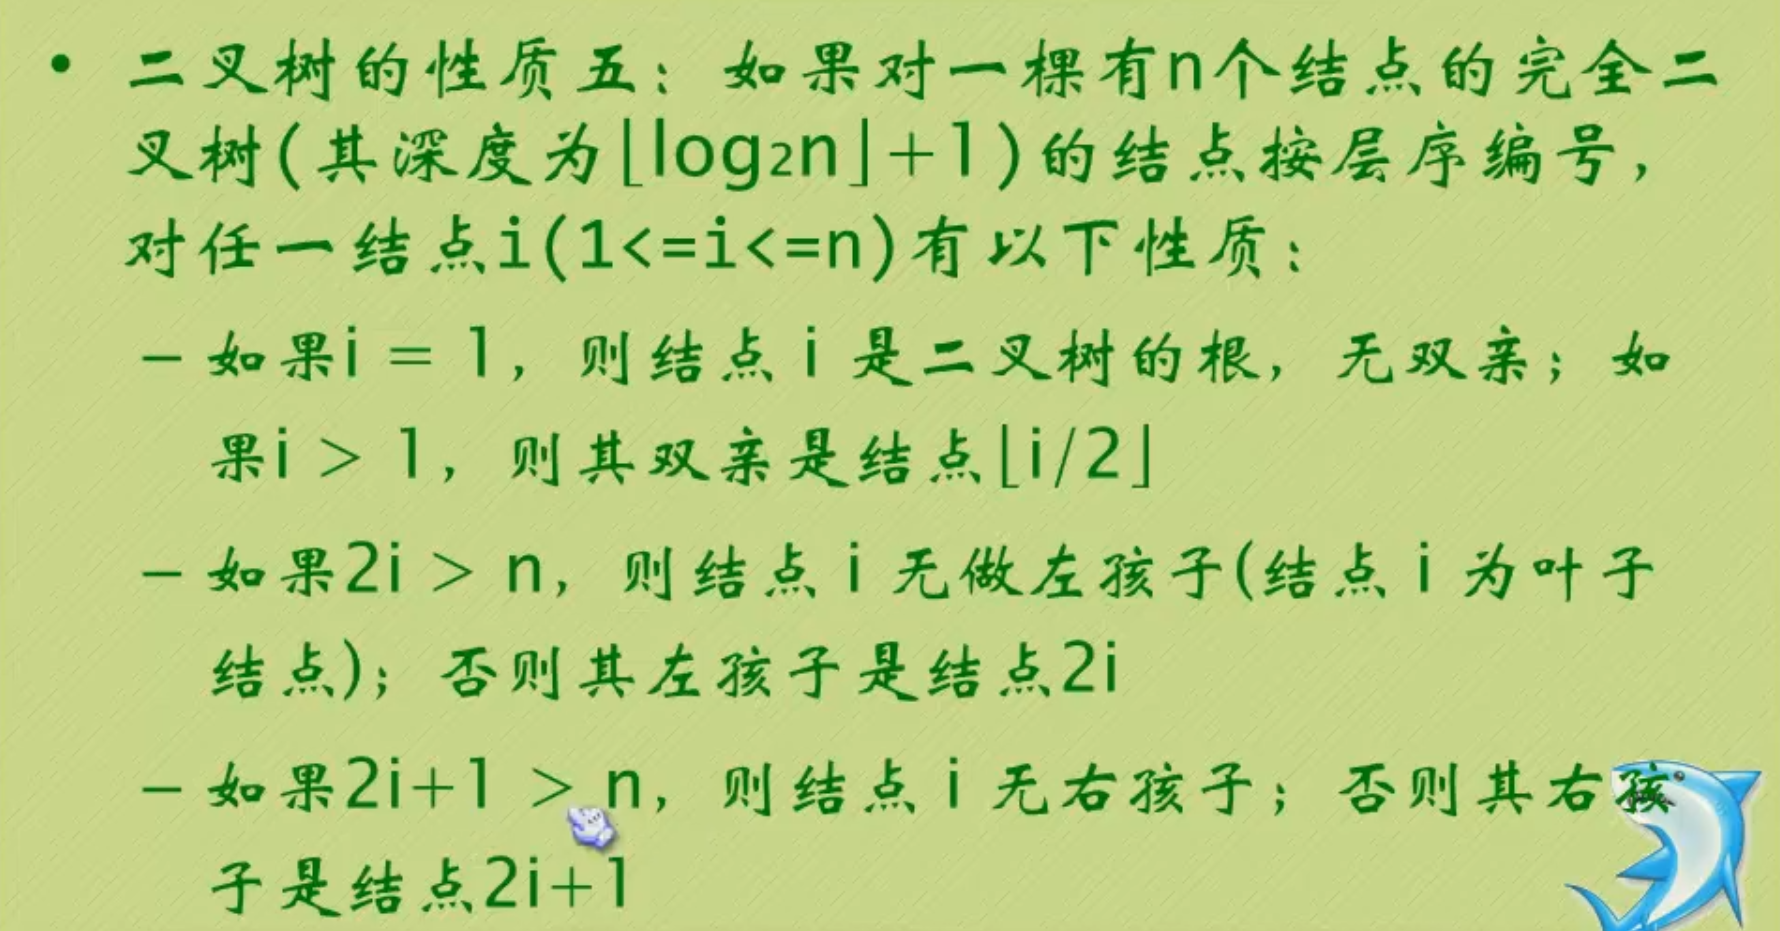 • 二叉树的性质五：如果对一棵有n个结点的完全二
叉树(其深度为⌊log₂n⌋+1)的结点按层序编号，
对任一结点i(1<=i<=n)有以下性质：
– 如果i = 1，则结点 i 是二叉树的根，无双亲；如
果i > 1，则其双亲是结点⌊i/2⌋
– 如果2i > n，则结点 i 无做左孩子(结点 i 为叶子
结点)；否则其左孩子是结点2i
– 如果2i+1 > n，则结点 i 无右孩子；否则其右孩
子是结点2i+1